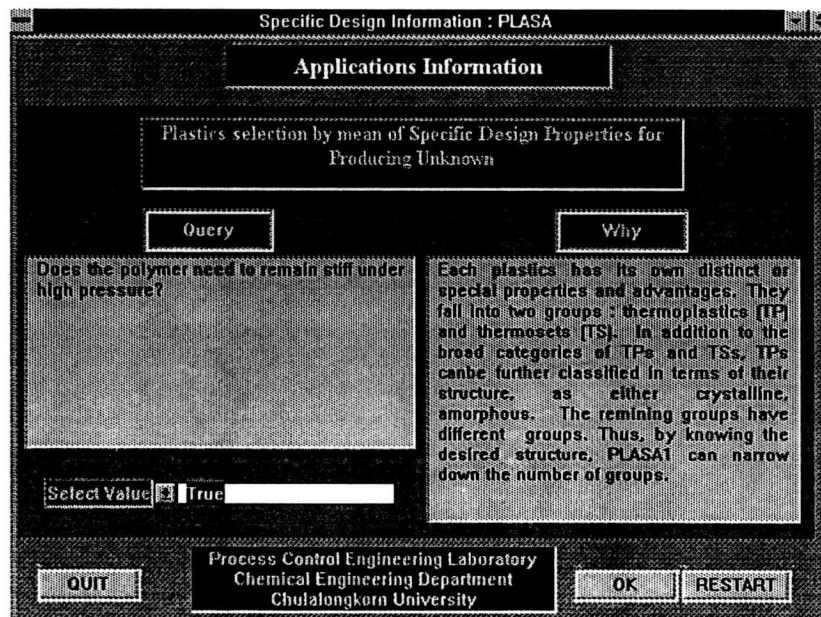 Specific Design Information : PLASA
Applications Information
Plastics selection by mean of Specific Design Properties for
Producing Unknown
Query
Why
Does the polymer need to remain stiff under
high pressure?
Each plastics has its own distinct or
special properties and advantages. They
fall into two groups : thermoplastics (TP)
and thermosets (TS). In addition to the
broad categories of TPs and TSs, TPs
canbe further classified in terms of their
structure, as either crystalline,
amorphous. The remining groups have
different groups. Thus, by knowing the
desired structure, PLASA1 can narrow
down the number of groups.
Select Value True
QUIT
Process Control Engineering Laboratory
Chemical Engineering Department
Chulalongkorn University
OK
RESTART